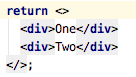 return <>
  <div>One</div>
  <div>Two</div>
</>;